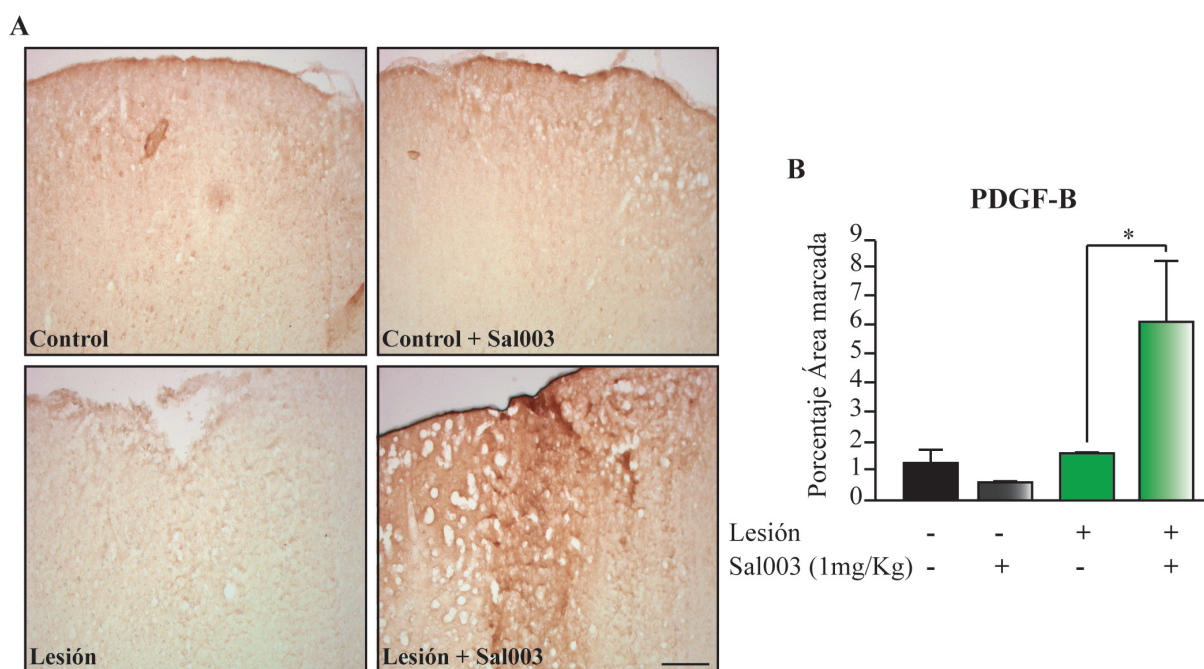 A
Control
Control + Sal003
Lesión
Lesión + Sal003
B
PDGF-B
Porcentaje Área marcada
9
8
7
6
5
4
2
1
0
*
Lesión - - + +
Sal003 (1mg/Kg) - + - +